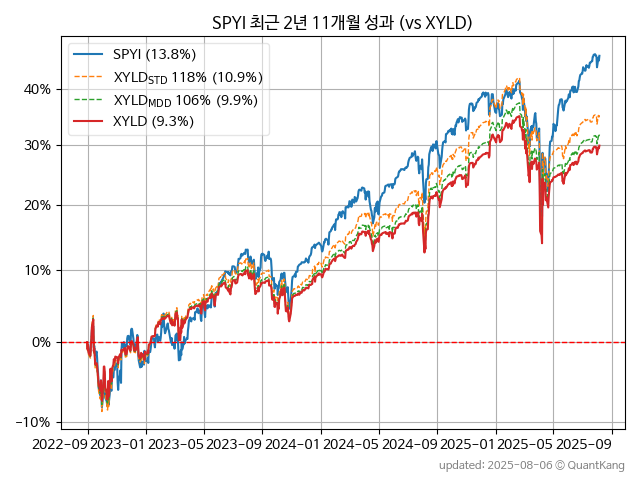 SPYI 최근 2년 11개월 성과 (vs XYLD)
SPYI (13.8%)
XYLD_STD 118% (10.9%)
XYLD_MDD 106% (9.9%)
XYLD (9.3%)
40%
30%
20%
10%
0%
−10%
2022-09 2023-01 2023-05 2023-09 2024-01 2024-05 2024-09 2025-01 2025-05 2025-09
updated: 2025-08-06 © QuantKang